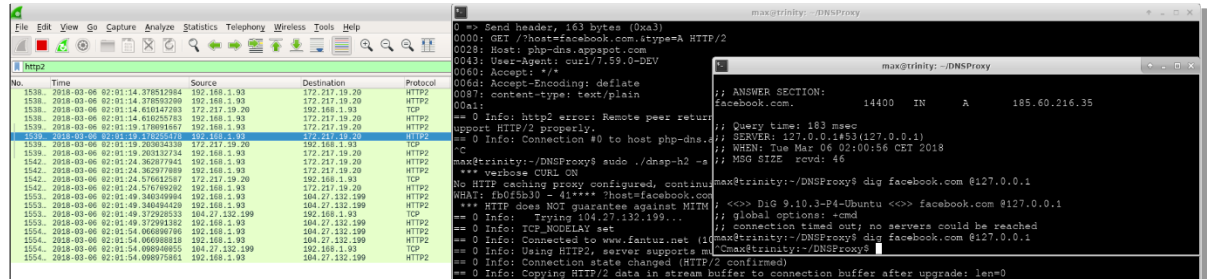 File Edit View Go Capture Analyze Statistics Telephony Wireless Tools Help
http2
No. Time Source Destination Protocol
1538… 2018-03-06 02:01:14.378512984 192.168.1.93 172.217.19.20 HTTP2
1538… 2018-03-06 02:01:14.378593200 192.168.1.93 172.217.19.20 HTTP2
1538… 2018-03-06 02:01:14.610147203 172.217.19.20 192.168.1.93 TCP
1538… 2018-03-06 02:01:14.610255783 192.168.1.93 172.217.19.20 HTTP2
1539… 2018-03-06 02:01:19.178091667 192.168.1.93 172.217.19.20 HTTP2
1539… 2018-03-06 02:01:19.178255478 192.168.1.93 172.217.19.20 HTTP2
1539… 2018-03-06 02:01:19.203034330 172.217.19.20 192.168.1.93 TCP
1539… 2018-03-06 02:01:19.203132734 192.168.1.93 172.217.19.20 HTTP2
1542… 2018-03-06 02:01:24.362877941 192.168.1.93 172.217.19.20 HTTP2
1542… 2018-03-06 02:01:24.362977089 192.168.1.93 172.217.19.20 HTTP2
1542… 2018-03-06 02:01:24.576612587 172.217.19.20 192.168.1.93 TCP
1542… 2018-03-06 02:01:24.576709202 192.168.1.93 172.217.19.20 HTTP2
1553… 2018-03-06 02:01:49.340349904 192.168.1.93 104.27.132.199 HTTP2
1553… 2018-03-06 02:01:49.340494420 192.168.1.93 104.27.132.199 HTTP2
1553… 2018-03-06 02:01:49.372928533 104.27.132.199 192.168.1.93 TCP
1553… 2018-03-06 02:01:49.372991382 192.168.1.93 104.27.132.199 HTTP2
1554… 2018-03-06 02:01:54.066890796 192.168.1.93 104.27.132.199 HTTP2
1554… 2018-03-06 02:01:54.066988818 192.168.1.93 104.27.132.199 HTTP2
1554… 2018-03-06 02:01:54.098940855 104.27.132.199 192.168.1.93 TCP
1554… 2018-03-06 02:01:54.098975861 192.168.1.93 104.27.132.199 HTTP2
max@trinity: ~/DNSProxy
0 => Send header, 163 bytes (0xa3)
0000: GET /?host=facebook.com.&type=A HTTP/2
0028: Host: php-dns.appspot.com
0043: User-Agent: curl/7.59.0-DEV
0060: Accept: */*
006d: Accept-Encoding: deflate
0087: content-type: text/plain
00a1:
== 0 Info: http2 error: Remote peer return
upport HTTP/2 properly.
== 0 Info: Connection #0 to host php-dns.a
^C
max@trinity:~/DNSProxy$ sudo ./dnsp-h2 -s
*** verbose CURL ON
No HTTP caching proxy configured, continui
WHAT: fb0f5b30 - 41**** ?host=facebook.com
*** HTTP does NOT guarantee against MITM
== 0 Info: Trying 104.27.132.199...
== 0 Info: TCP_NODELAY set
== 0 Info: Connected to www.fantuz.net (10
== 0 Info: Using HTTP2, server supports mu
== 0 Info: Connection state changed (HTTP/2 confirmed)
== 0 Info: Copying HTTP/2 data in stream buffer to connection buffer after upgrade: len=0
max@trinity: ~/DNSProxy
;; ANSWER SECTION:
facebook.com. 14400 IN A 185.60.216.35
;; Query time: 183 msec
;; SERVER: 127.0.0.1#53(127.0.0.1)
;; WHEN: Tue Mar 06 02:00:56 CET 2018
;; MSG SIZE rcvd: 46
max@trinity:~/DNSProxy$ dig facebook.com @127.0.0.1
; <<>> DiG 9.10.3-P4-Ubuntu <<>> facebook.com @127.0.0.1
;; global options: +cmd
;; connection timed out; no servers could be reached
max@trinity:~/DNSProxy$ dig facebook.com @127.0.0.1
^Cmax@trinity:~/DNSProxy$